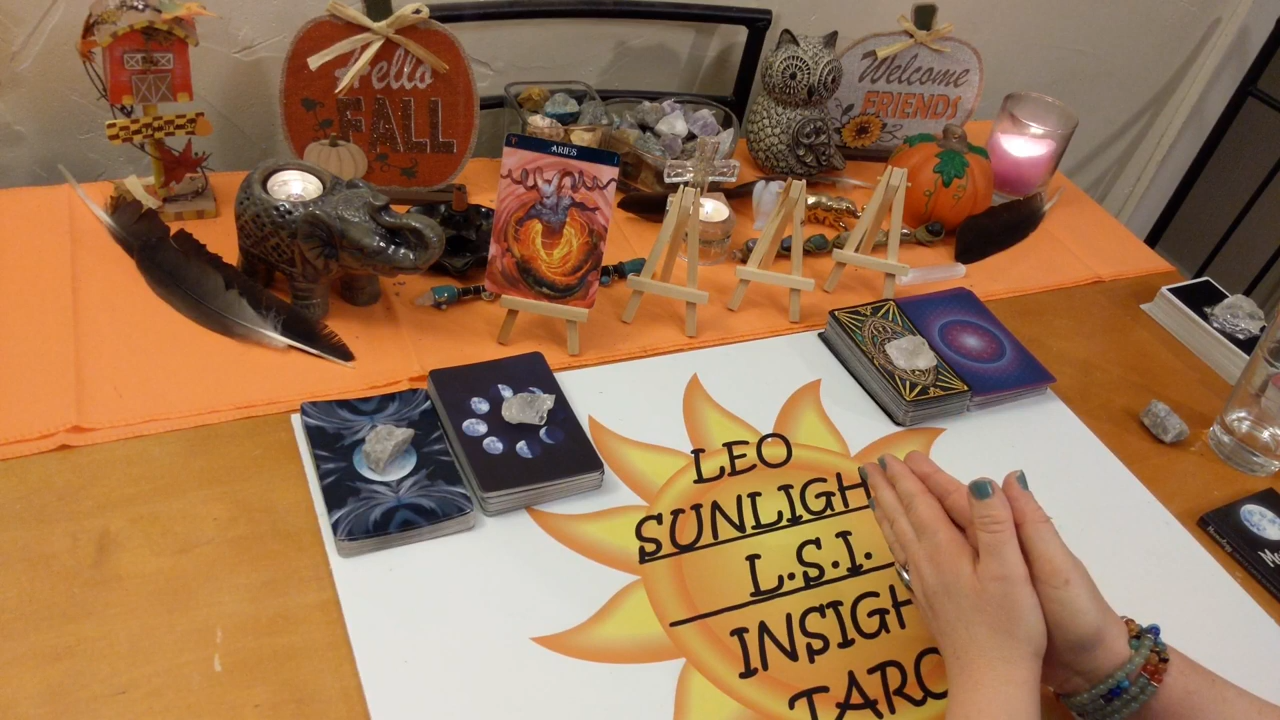 Hello
FALL
Welcome
FRIENDS
ARIES
LEO
SUNLIGH
L.S.I.
INSIGH
TARO